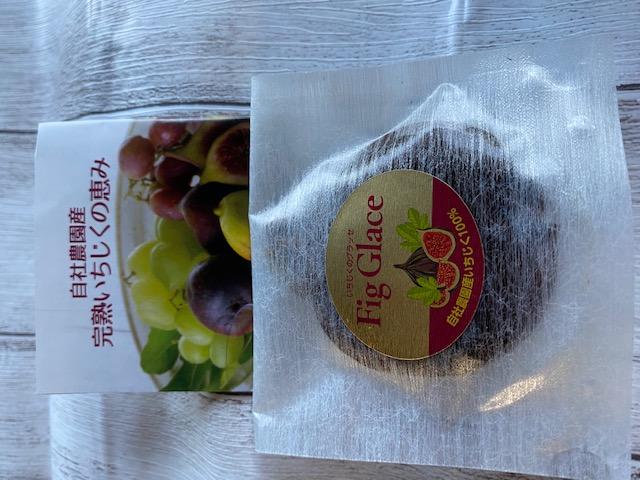 自社農園産
完熟いちじくの恵み
いちじくのグラッセ
Fig Glace
自社農園産いちじく100%